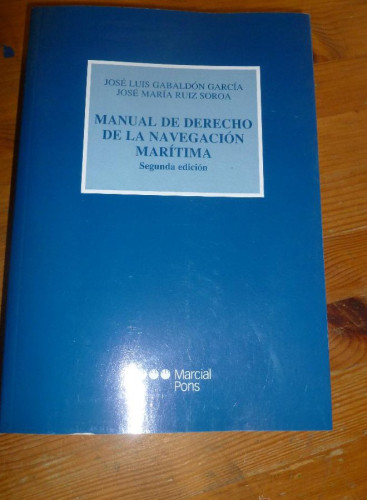 JOSÉ LUIS GABALDÓN GARCÍA
JOSÉ MARÍA RUIZ SOROA
MANUAL DE DERECHO
DE LA NAVEGACIÓN
MARÍTIMA
Segunda edición
Marcial
Pons